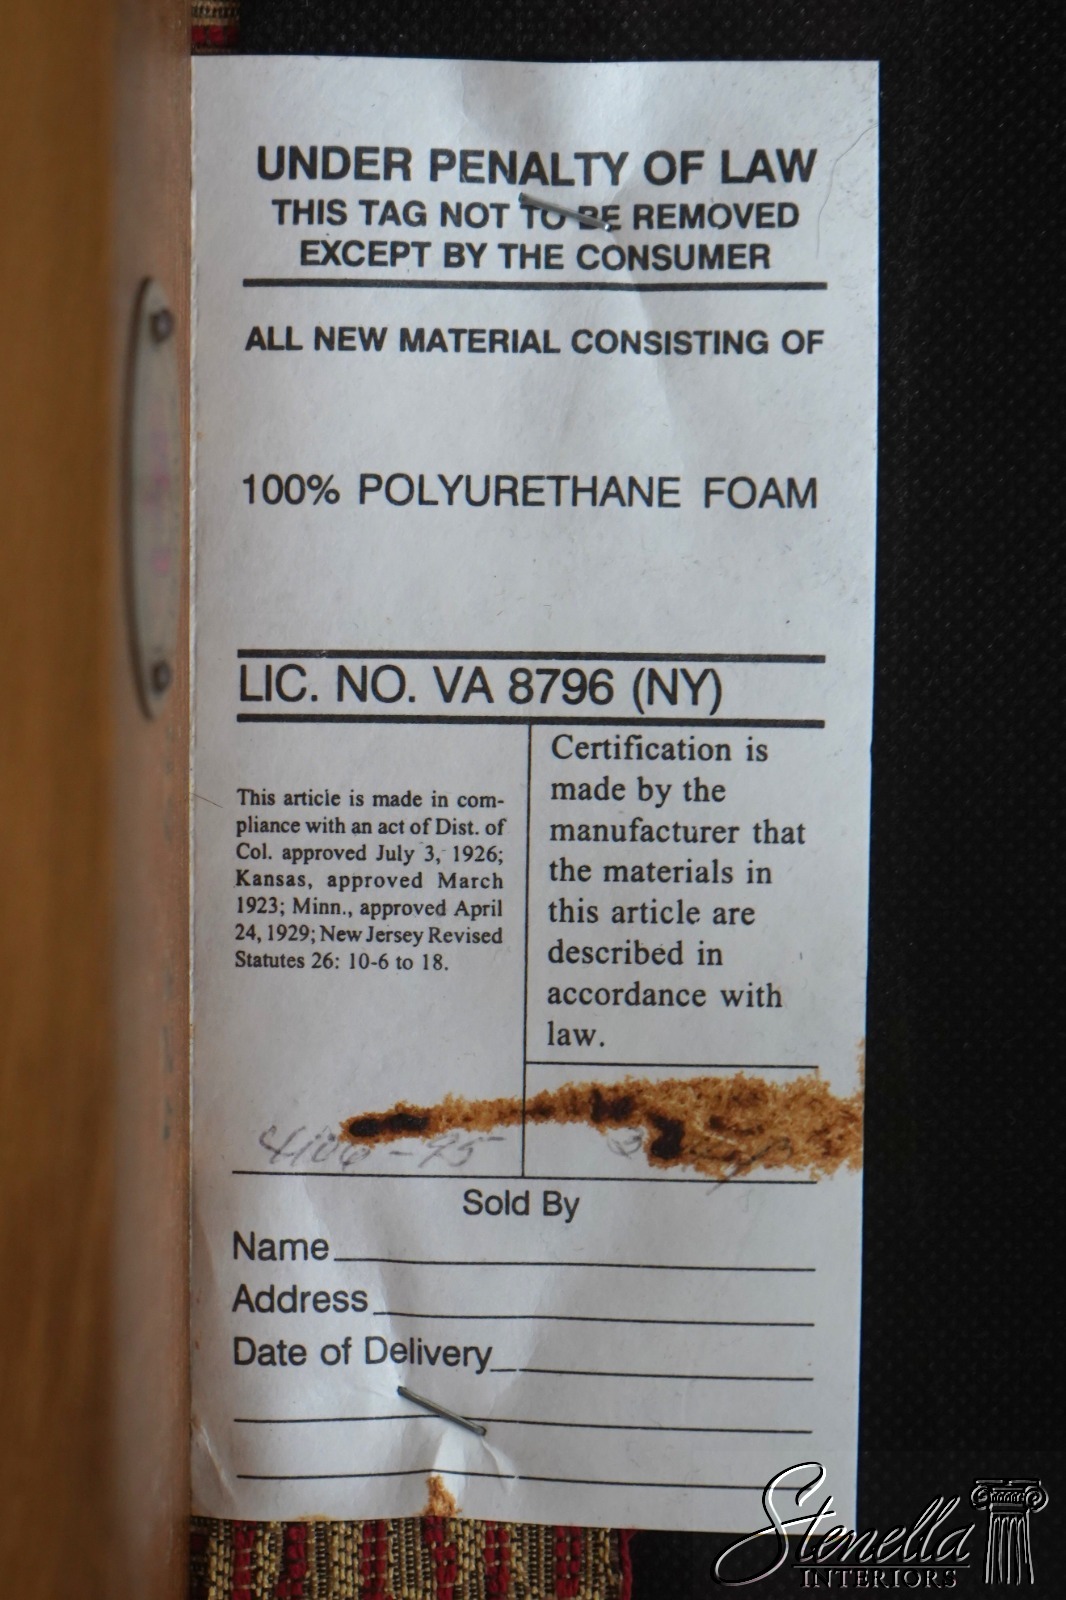 UNDER PENALTY OF LAW
THIS TAG NOT TO BE REMOVED
EXCEPT BY THE CONSUMER
ALL NEW MATERIAL CONSISTING OF
100% POLYURETHANE FOAM
LIC. NO. VA 8796 (NY)
This article is made in com-
pliance with an act of Dist. of
Col. approved July 3, 1926;
Kansas, approved March
1923; Minn., approved April
24, 1929; New Jersey Revised
Statutes 26: 10-6 to 18.
Certification is
made by the
manufacturer that
the materials in
this article are
described in
accordance with
law.
Sold By
Name
Address
Date of Delivery
Stenella
INTERIORS